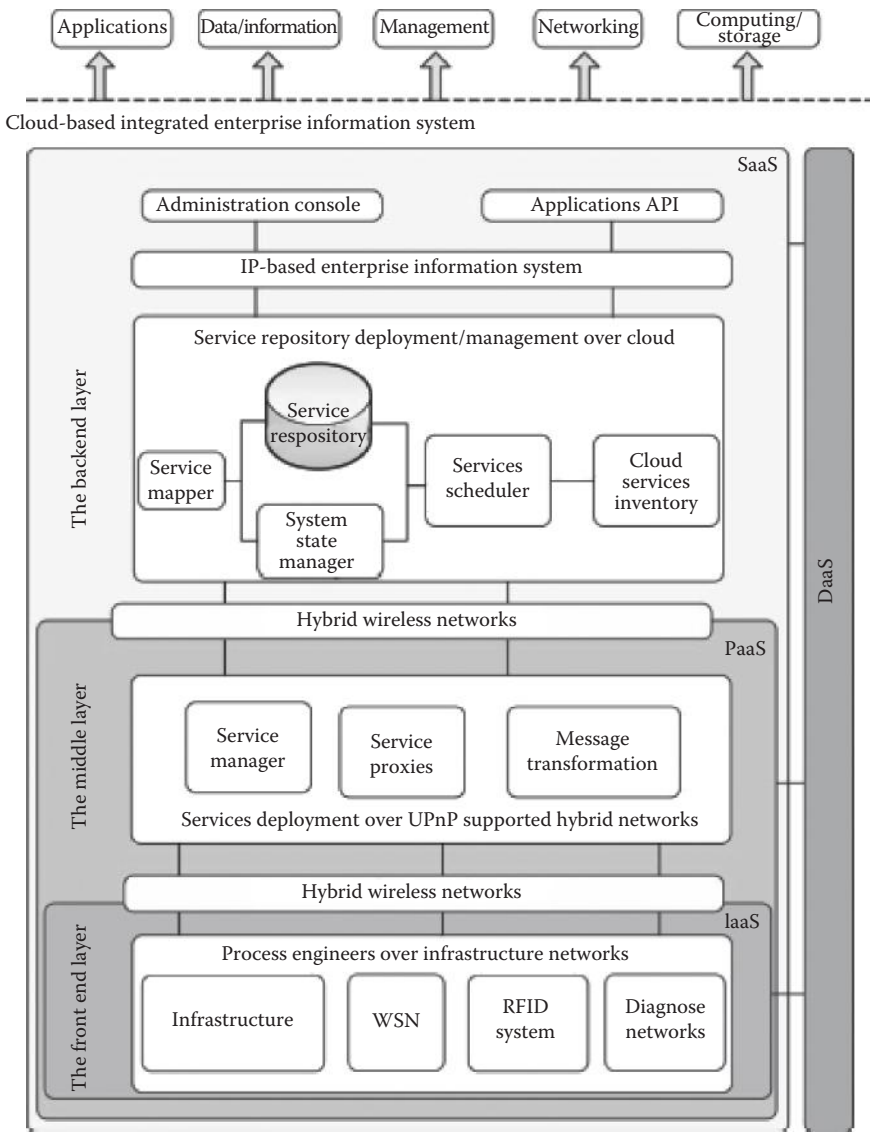 Applications
Data/information
Management
Networking
Computing/
storage
Cloud-based integrated enterprise information system
SaaS
Administration console
Applications API
IP-based enterprise information system
The backend layer
Service repository deployment/management over cloud
Service
respository
Service
mapper
System
state
manager
Services
scheduler
Cloud
services
inventory
DaaS
Hybrid wireless networks
PaaS
The middle layer
Service
manager
Service
proxies
Message
transformation
Services deployment over UPnP supported hybrid networks
Hybrid wireless networks
IaaS
The front end layer
Process engineers over infrastructure networks
Infrastructure
WSN
RFID
system
Diagnose
networks